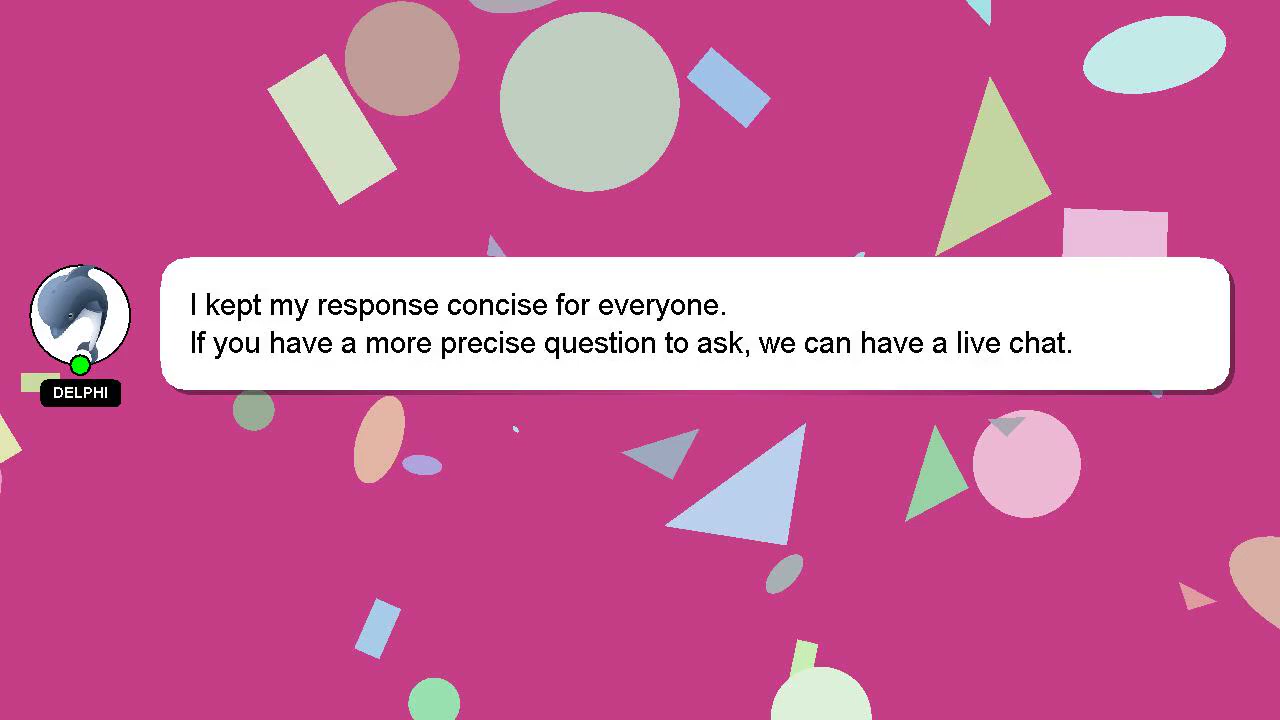 I kept my response concise for everyone.
If you have a more precise question to ask, we can have a live chat.
DELPHI